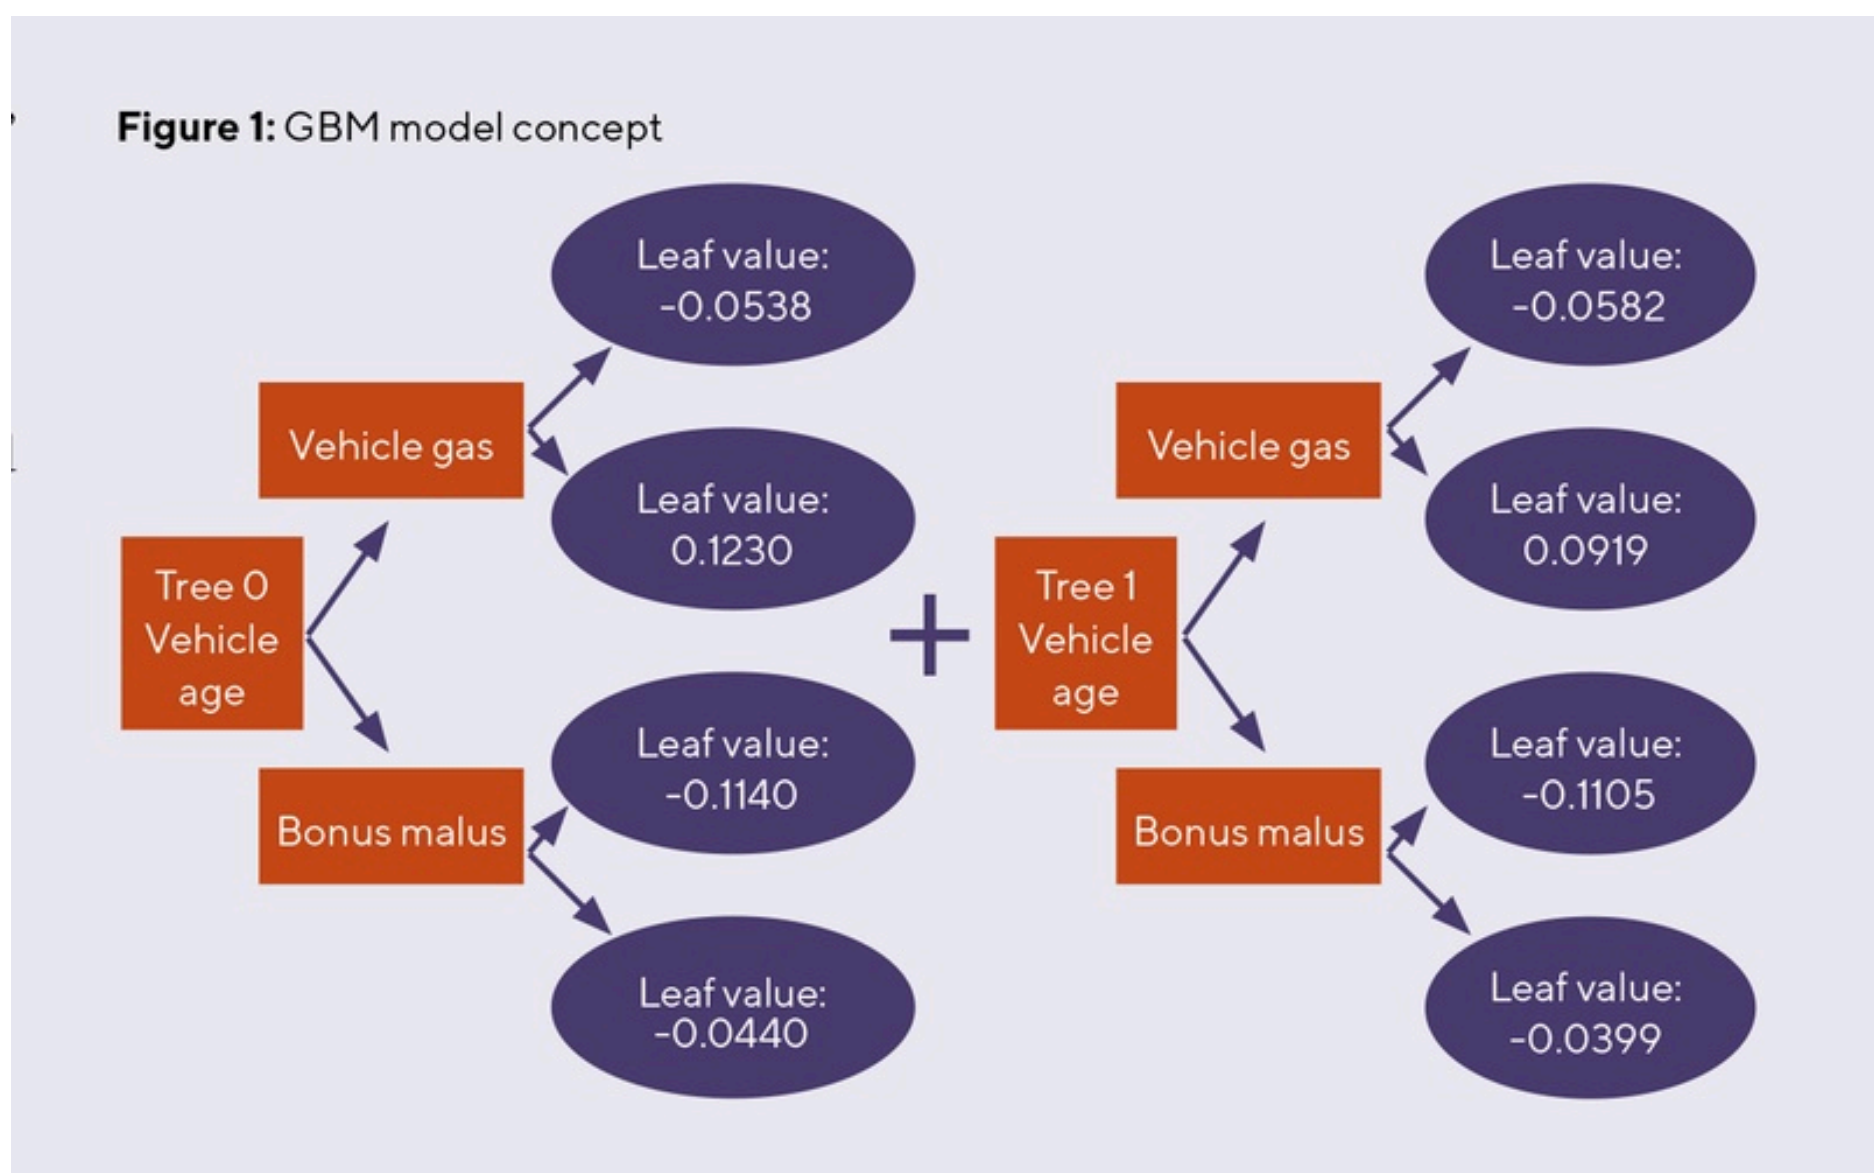 Figure 1: GBM model concept
Tree 0
Vehicle
age
Vehicle gas
Leaf value:
-0.0538
Leaf value:
0.1230
Bonus malus
Leaf value:
-0.1140
Leaf value:
-0.0440
+
Tree 1
Vehicle
age
Vehicle gas
Leaf value:
-0.0582
Leaf value:
0.0919
Bonus malus
Leaf value:
-0.1105
Leaf value:
-0.0399